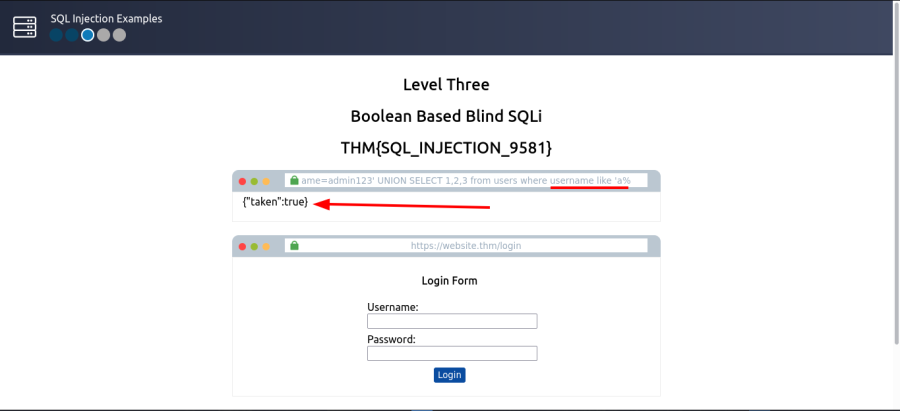 SQL Injection Examples
Level Three
Boolean Based Blind SQLi
THM{SQL_INJECTION_9581}
ame=admin123' UNION SELECT 1,2,3 from users where username like 'a%
{"taken":true}
https://website.thm/login
Login Form
Username:
Password:
Login